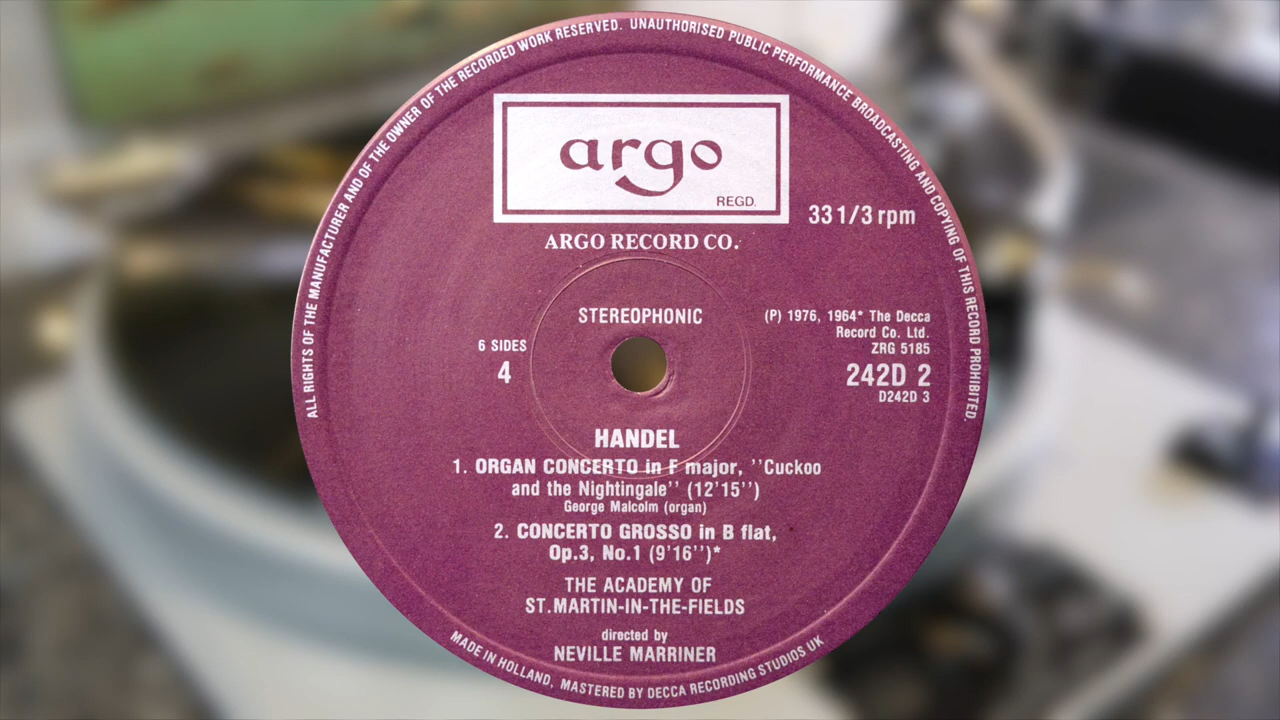 ALL RIGHTS OF THE MANUFACTURER AND OF THE OWNER OF THE RECORDED WORK RESERVED. UNAUTHORISED PUBLIC PERFORMANCE BROADCASTING AND COPYING OF THIS RECORD PROHIBITED.
argo
REGD.
33 1/3 rpm
ARGO RECORD CO.
STEREOPHONIC
(P) 1976, 1964* The Decca
Record Co. Ltd.
ZRG 5185
6 SIDES
4
242D 2
D242D 3
HANDEL
1. ORGAN CONCERTO in F major, ''Cuckoo
and the Nightingale'' (12'15'')
George Malcolm (organ)
2. CONCERTO GROSSO in B flat,
Op.3, No.1 (9'16'')*
THE ACADEMY OF
ST.MARTIN-IN-THE-FIELDS
directed by
NEVILLE MARRINER
MADE IN HOLLAND, MASTERED BY DECCA RECORDING STUDIOS UK